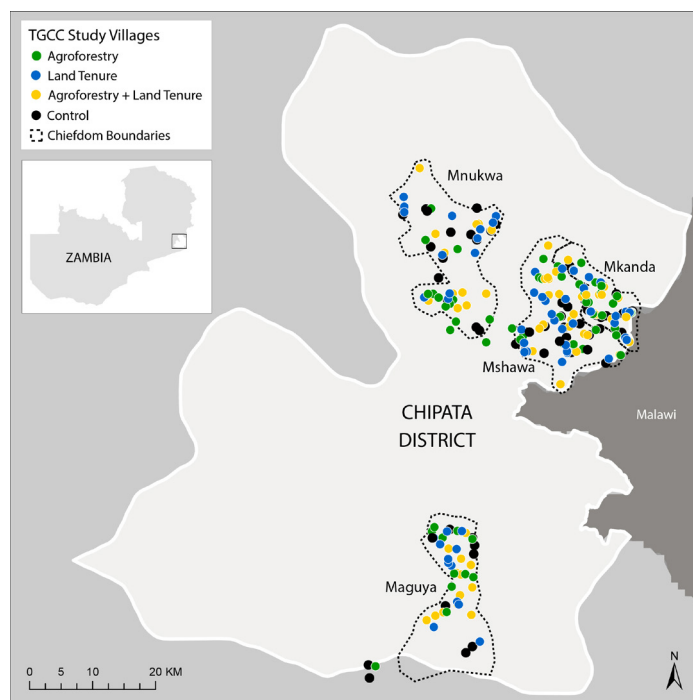 TGCC Study Villages
Agroforestry
Land Tenure
Agroforestry + Land Tenure
Control
Chiefdom Boundaries
ZAMBIA
Mnukwa
Mkanda
Mshawa
CHIPATA
DISTRICT
Malawi
Maguya
0 5 10 20 KM
N